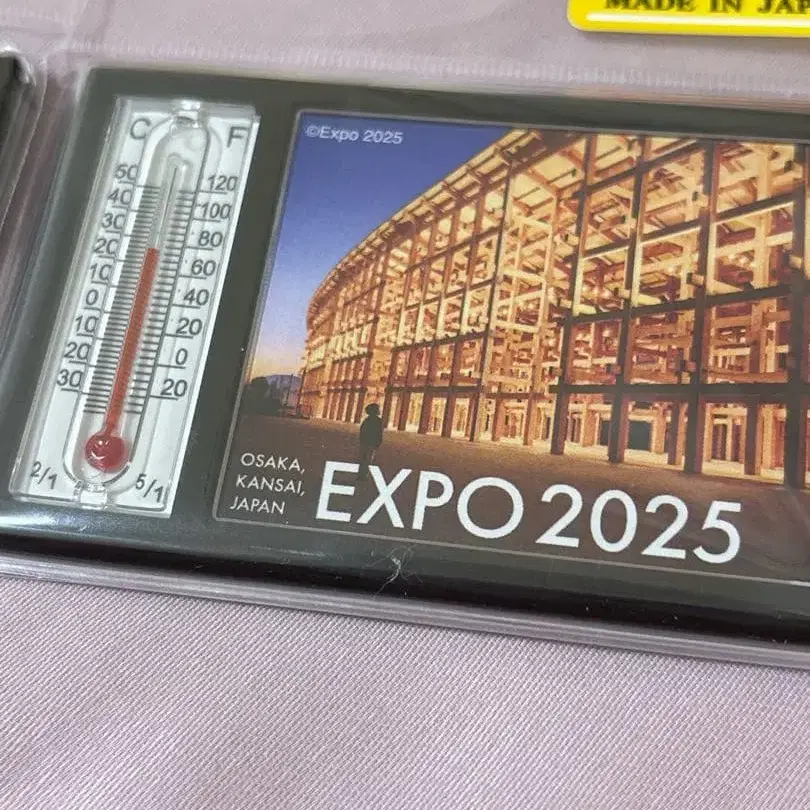 MADE IN JAP
C F
50 120
40 100
30 80
20 60
10 40
0 20
10 0
20 20
30
2/1 5/1
©Expo 2025
OSAKA,
KANSAI,
JAPAN
EXPO 2025